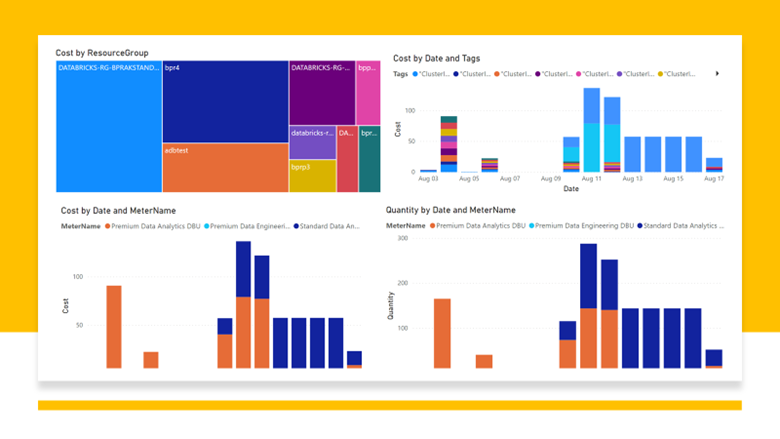 Cost by ResourceGroup
DATABRICKS-RG-BPRAKSTAND...
bpr4
DATABRICKS-RG-...
bpp...
adbtest
databricks-r...
DA...
bpr...
bprp3
Cost by Date and Tags
Tags "Clusterl... "Clusterl... "Clusterl... "Clusterl... "Clusterl... "Clusterl... "Clusterl...
100
50
0
Cost
Aug 03 Aug 05 Aug 07 Aug 09 Aug 11 Aug 13 Aug 15 Aug 17
Date
Cost by Date and MeterName
MeterName Premium Data Analytics DBU Premium Data Engineeri... Standard Data An...
100
50
Cost
Quantity by Date and MeterName
MeterName Premium Data Analytics DBU Premium Data Engineering DBU Standard Data Analytics ...
300
200
100
Quantity